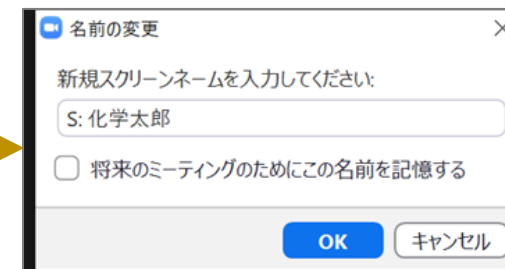 名前の変更
新規スクリーンネームを入力してください:
S: 化学太郎
将来のミーティングのためにこの名前を記憶する
OK キャンセル